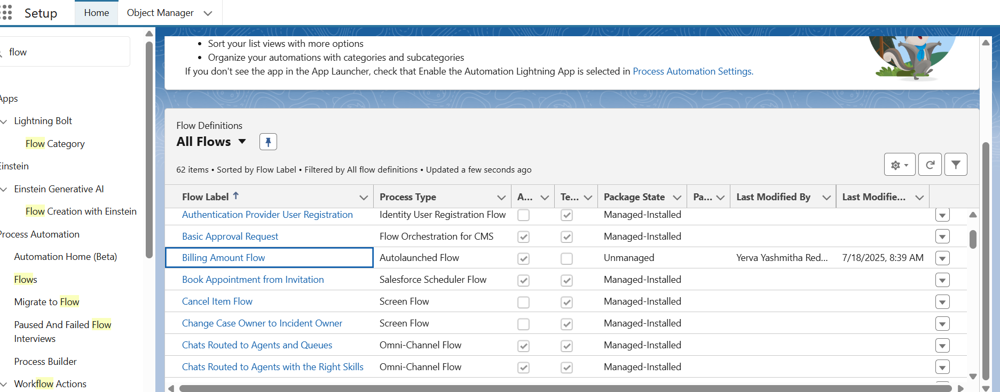 Setup
Home
Object Manager
flow
Apps
Lightning Bolt
Flow Category
Einstein
Einstein Generative AI
Flow Creation with Einstein
Process Automation
Automation Home (Beta)
Flows
Migrate to Flow
Paused And Failed Flow
Interviews
Process Builder
Workflow Actions
• Sort your list views with more options
• Organize your automations with categories and subcategories
If you don't see the app in the App Launcher, check that Enable the Automation Lightning App is selected in Process Automation Settings.
Flow Definitions
All Flows
62 items • Sorted by Flow Label • Filtered by All flow definitions • Updated a few seconds ago
Flow Label ↑ Process Type A... Te... Package State Pa... Last Modified By Last Modifie...
Authentication Provider User Registration Identity User Registration Flow Managed-Installed
Basic Approval Request Flow Orchestration for CMS Managed-Installed
Billing Amount Flow Autolaunched Flow Unmanaged Yerva Yashmitha Red... 7/18/2025, 8:39 AM
Book Appointment from Invitation Salesforce Scheduler Flow Managed-Installed
Cancel Item Flow Screen Flow Managed-Installed
Change Case Owner to Incident Owner Screen Flow Managed-Installed
Chats Routed to Agents and Queues Omni-Channel Flow Managed-Installed
Chats Routed to Agents with the Right Skills Omni-Channel Flow Managed-Installed